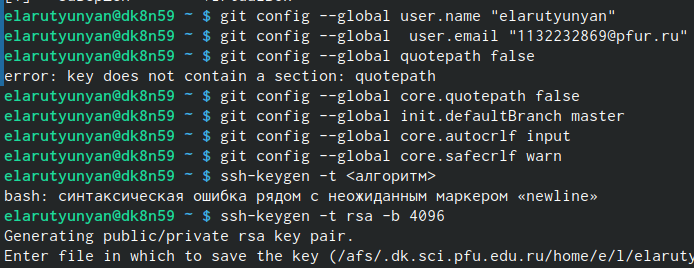 elarutyunyan@dk8n59 ~ $ git config --global user.name "elarutyunyan"
elarutyunyan@dk8n59 ~ $ git config --global  user.email "1132232869@pfur.ru"
elarutyunyan@dk8n59 ~ $ git config --global quotepath false
error: key does not contain a section: quotepath
elarutyunyan@dk8n59 ~ $ git config --global core.quotepath false
elarutyunyan@dk8n59 ~ $ git config --global init.defaultBranch master
elarutyunyan@dk8n59 ~ $ git config --global core.autocrlf input
elarutyunyan@dk8n59 ~ $ git config --global core.safecrlf warn
elarutyunyan@dk8n59 ~ $ ssh-keygen -t <алгоритм>
bash: синтаксическая ошибка рядом с неожиданным маркером «newline»
elarutyunyan@dk8n59 ~ $ ssh-keygen -t rsa -b 4096
Generating public/private rsa key pair.
Enter file in which to save the key (/afs/.dk.sci.pfu.edu.ru/home/e/l/elaruty